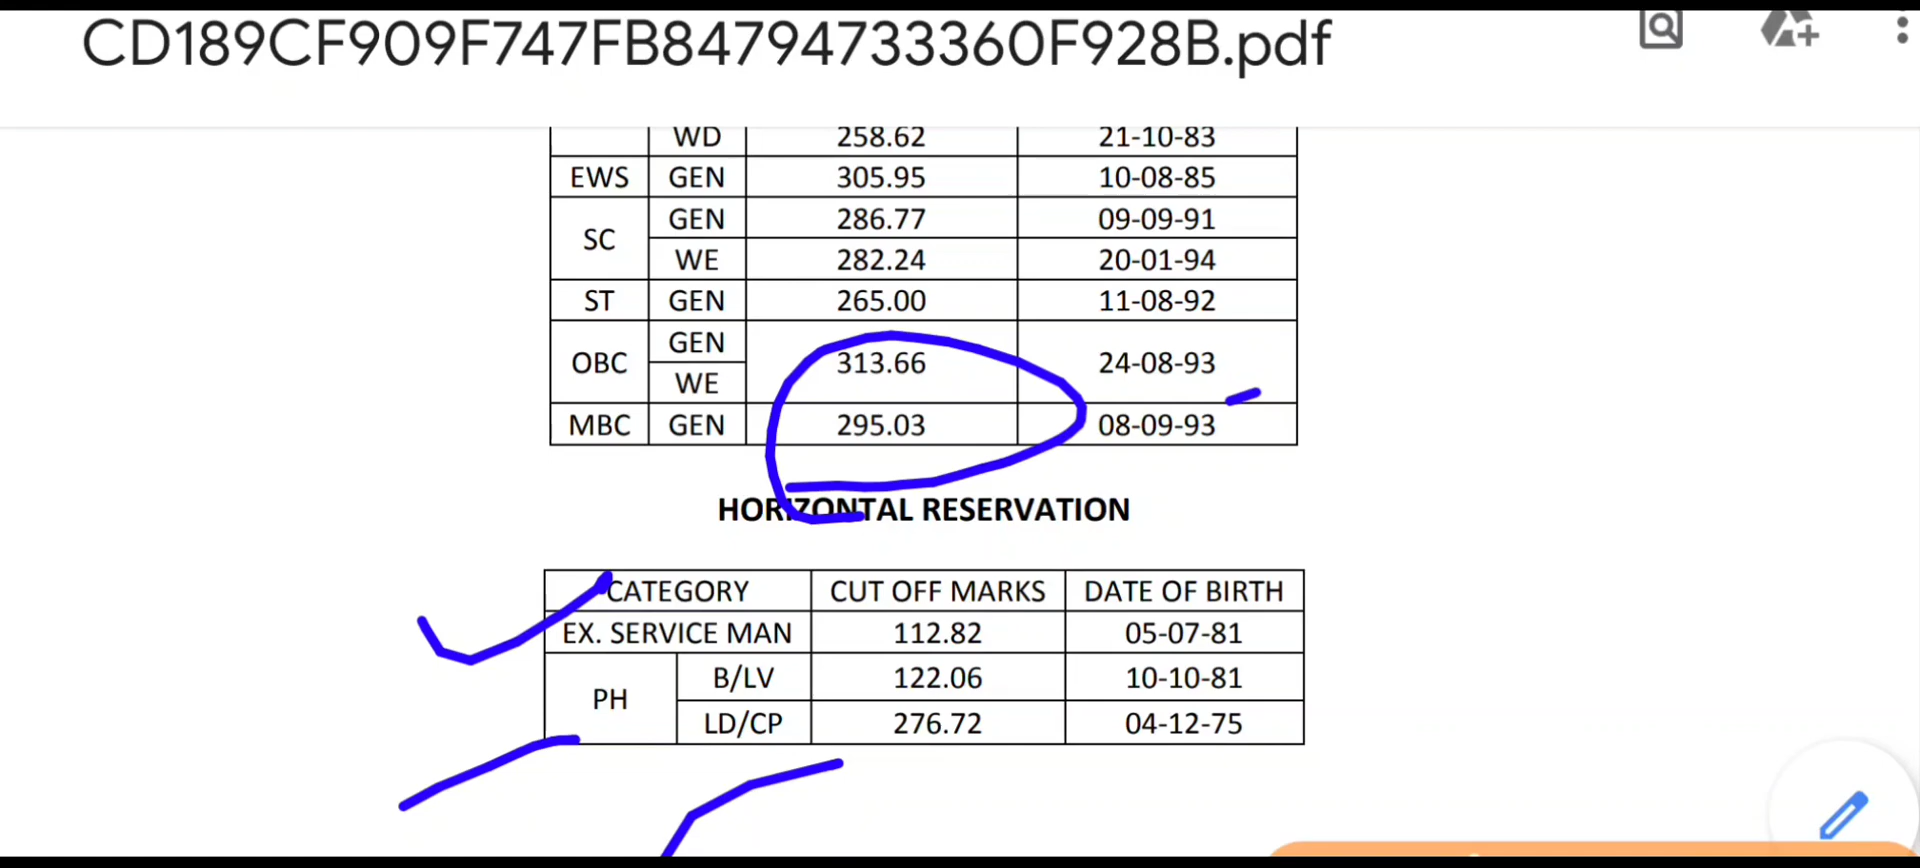 CD189CF909F747FB84794733360F928B.pdf
WD 258.62 21-10-83
EWS GEN 305.95 10-08-85
SC GEN 286.77 09-09-91
WE 282.24 20-01-94
ST GEN 265.00 11-08-92
OBC GEN 313.66 24-08-93
WE
MBC GEN 295.03 08-09-93
HORIZONTAL RESERVATION
CATEGORY CUT OFF MARKS DATE OF BIRTH
EX. SERVICE MAN 112.82 05-07-81
PH B/LV 122.06 10-10-81
LD/CP 276.72 04-12-75